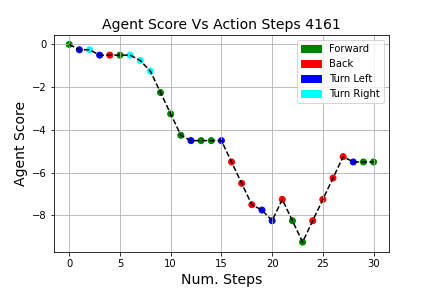 Agent Score Vs Action Steps 4161
Forward
Back
Turn Left
Turn Right
Agent Score
0
−2
−4
−6
−8
0 5 10 15 20 25 30
Num. Steps